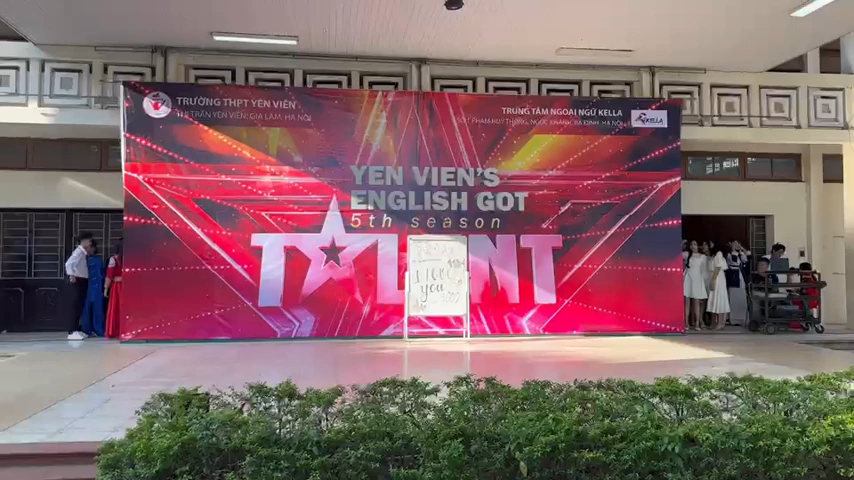 TRƯỜNG THPT YÊN VIÊN
THỊ TRẤN YÊN VIÊN, GIA LÂM, HÀ NỘI
TRUNG TÂM NGOẠI NGỮ KELLA
KELLA
YEN VIEN'S
ENGLISH GOT
5th season
TALENT
I love
you
3000